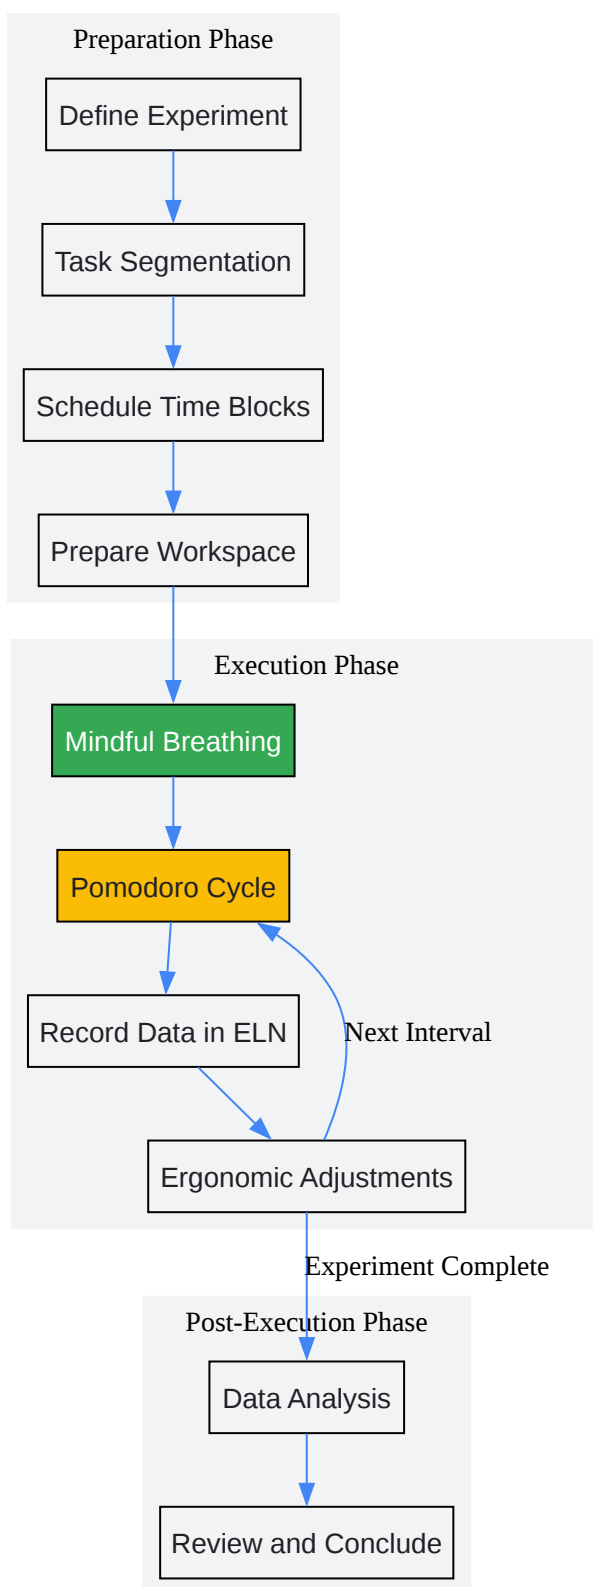 Preparation Phase
Define Experiment
Task Segmentation
Schedule Time Blocks
Prepare Workspace
Execution Phase
Mindful Breathing
Pomodoro Cycle
Record Data in ELN
Next Interval
Ergonomic Adjustments
Experiment Complete
Post-Execution Phase
Data Analysis
Review and Conclude